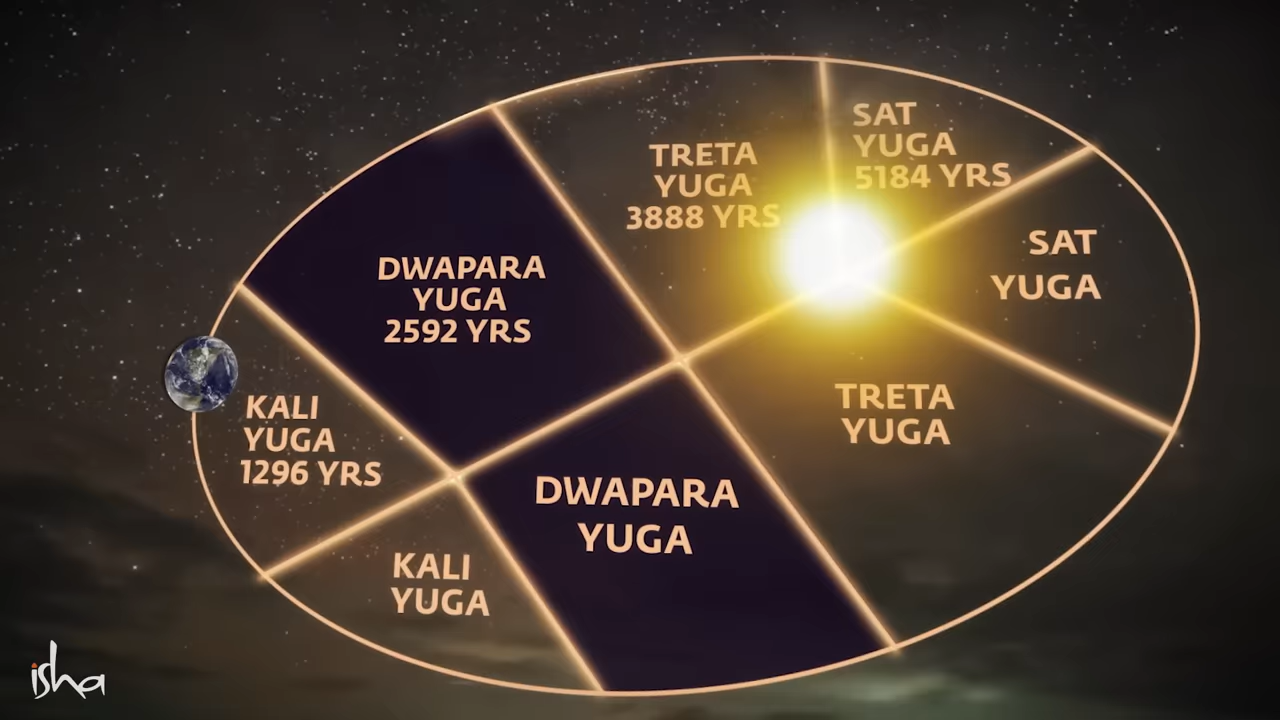 SAT
YUGA
5184 YRS
TRETA
YUGA
3888 YRS
SAT
YUGA
DWAPARA
YUGA
2592 YRS
TRETA
YUGA
KALI
YUGA
1296 YRS
DWAPARA
YUGA
KALI
YUGA
isha